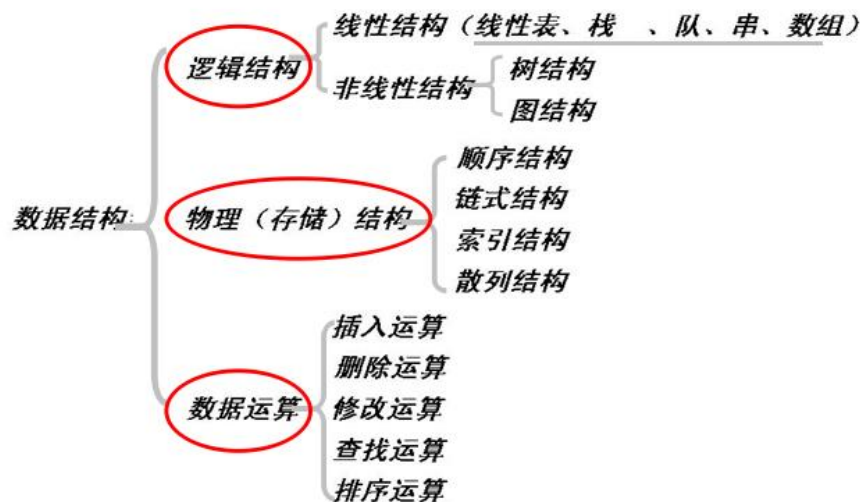 线性结构（线性表、栈 、队、串、数组）
逻辑结构
非线性结构
树结构
图结构
顺序结构
链式结构
数据结构:
物理（存储）结构
索引结构
散列结构
插入运算
删除运算
数据运算
修改运算
查找运算
排序运算